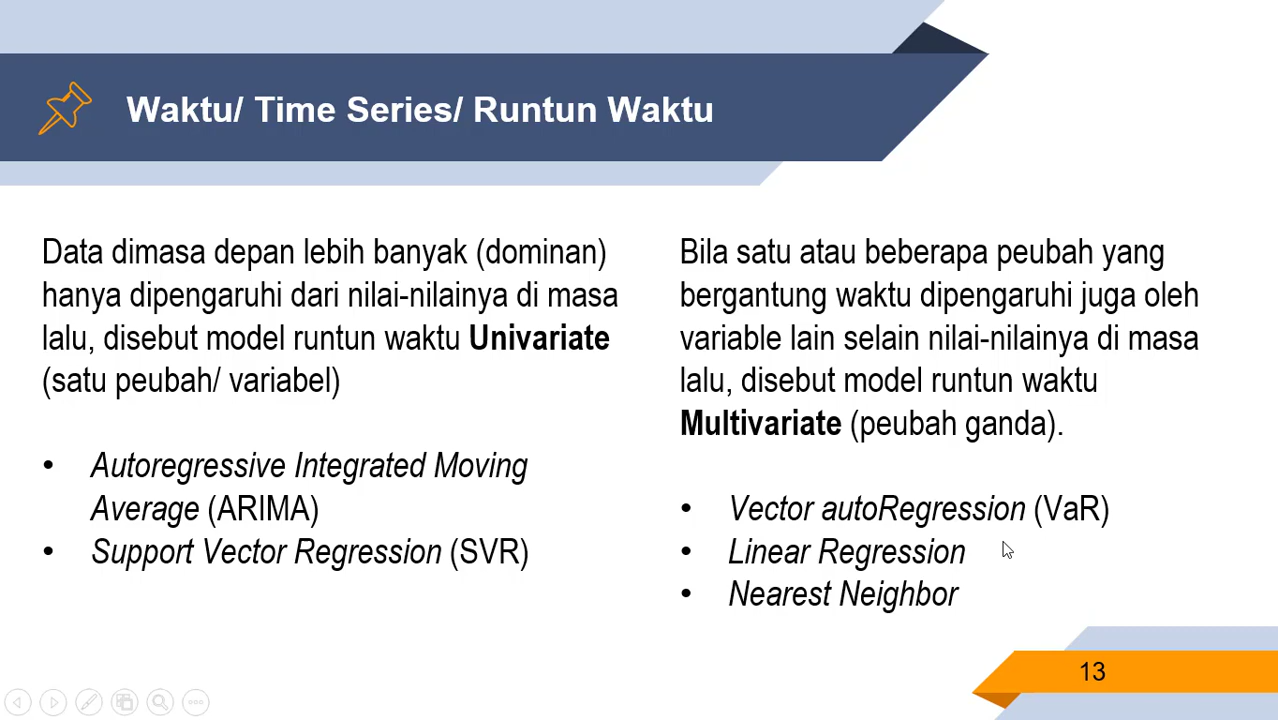 Waktu/ Time Series/ Runtun Waktu
Data dimasa depan lebih banyak (dominan)
hanya dipengaruhi dari nilai-nilainya di masa
lalu, disebut model runtun waktu Univariate
(satu peubah/ variabel)
• Autoregressive Integrated Moving
Average (ARIMA)
• Support Vector Regression (SVR)
Bila satu atau beberapa peubah yang
bergantung waktu dipengaruhi juga oleh
variable lain selain nilai-nilainya di masa
lalu, disebut model runtun waktu
Multivariate (peubah ganda).
• Vector autoRegression (VaR)
• Linear Regression
• Nearest Neighbor
13